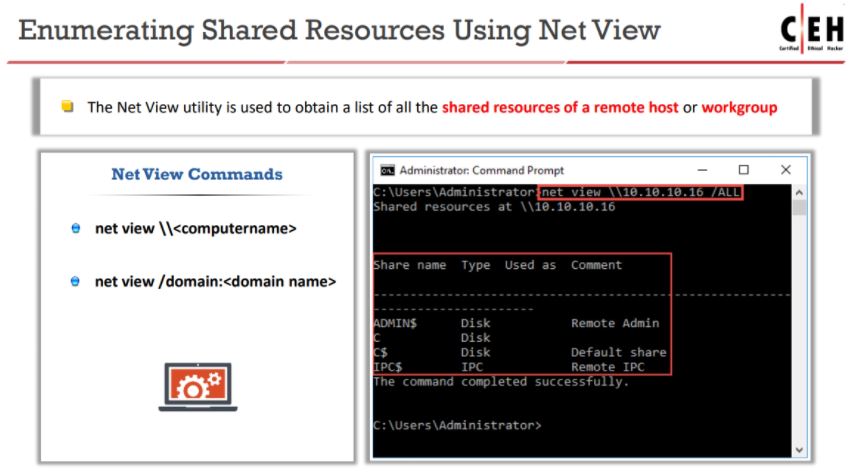 Enumerating Shared Resources Using Net View
C|EH
Certified Ethical Hacker
The Net View utility is used to obtain a list of all the shared resources of a remote host or workgroup
Net View Commands
net view \\<computername>
net view /domain:<domain name>
Administrator: Command Prompt
C:\Users\Administrator>net view \\10.10.10.16 /ALL
Shared resources at \\10.10.10.16
Share name Type Used as Comment
-------------------------------------------------------------------------------
ADMIN$ Disk Remote Admin
C Disk
C$ Disk Default share
IPC$ IPC Remote IPC
The command completed successfully.
C:\Users\Administrator>